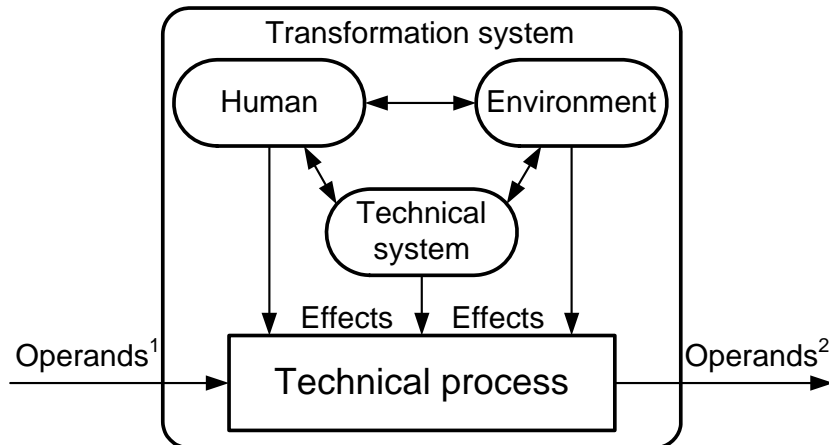 Transformation system
Human
Environment
Technical
system
Effects
Effects
Operands¹
Operands²
Technical process